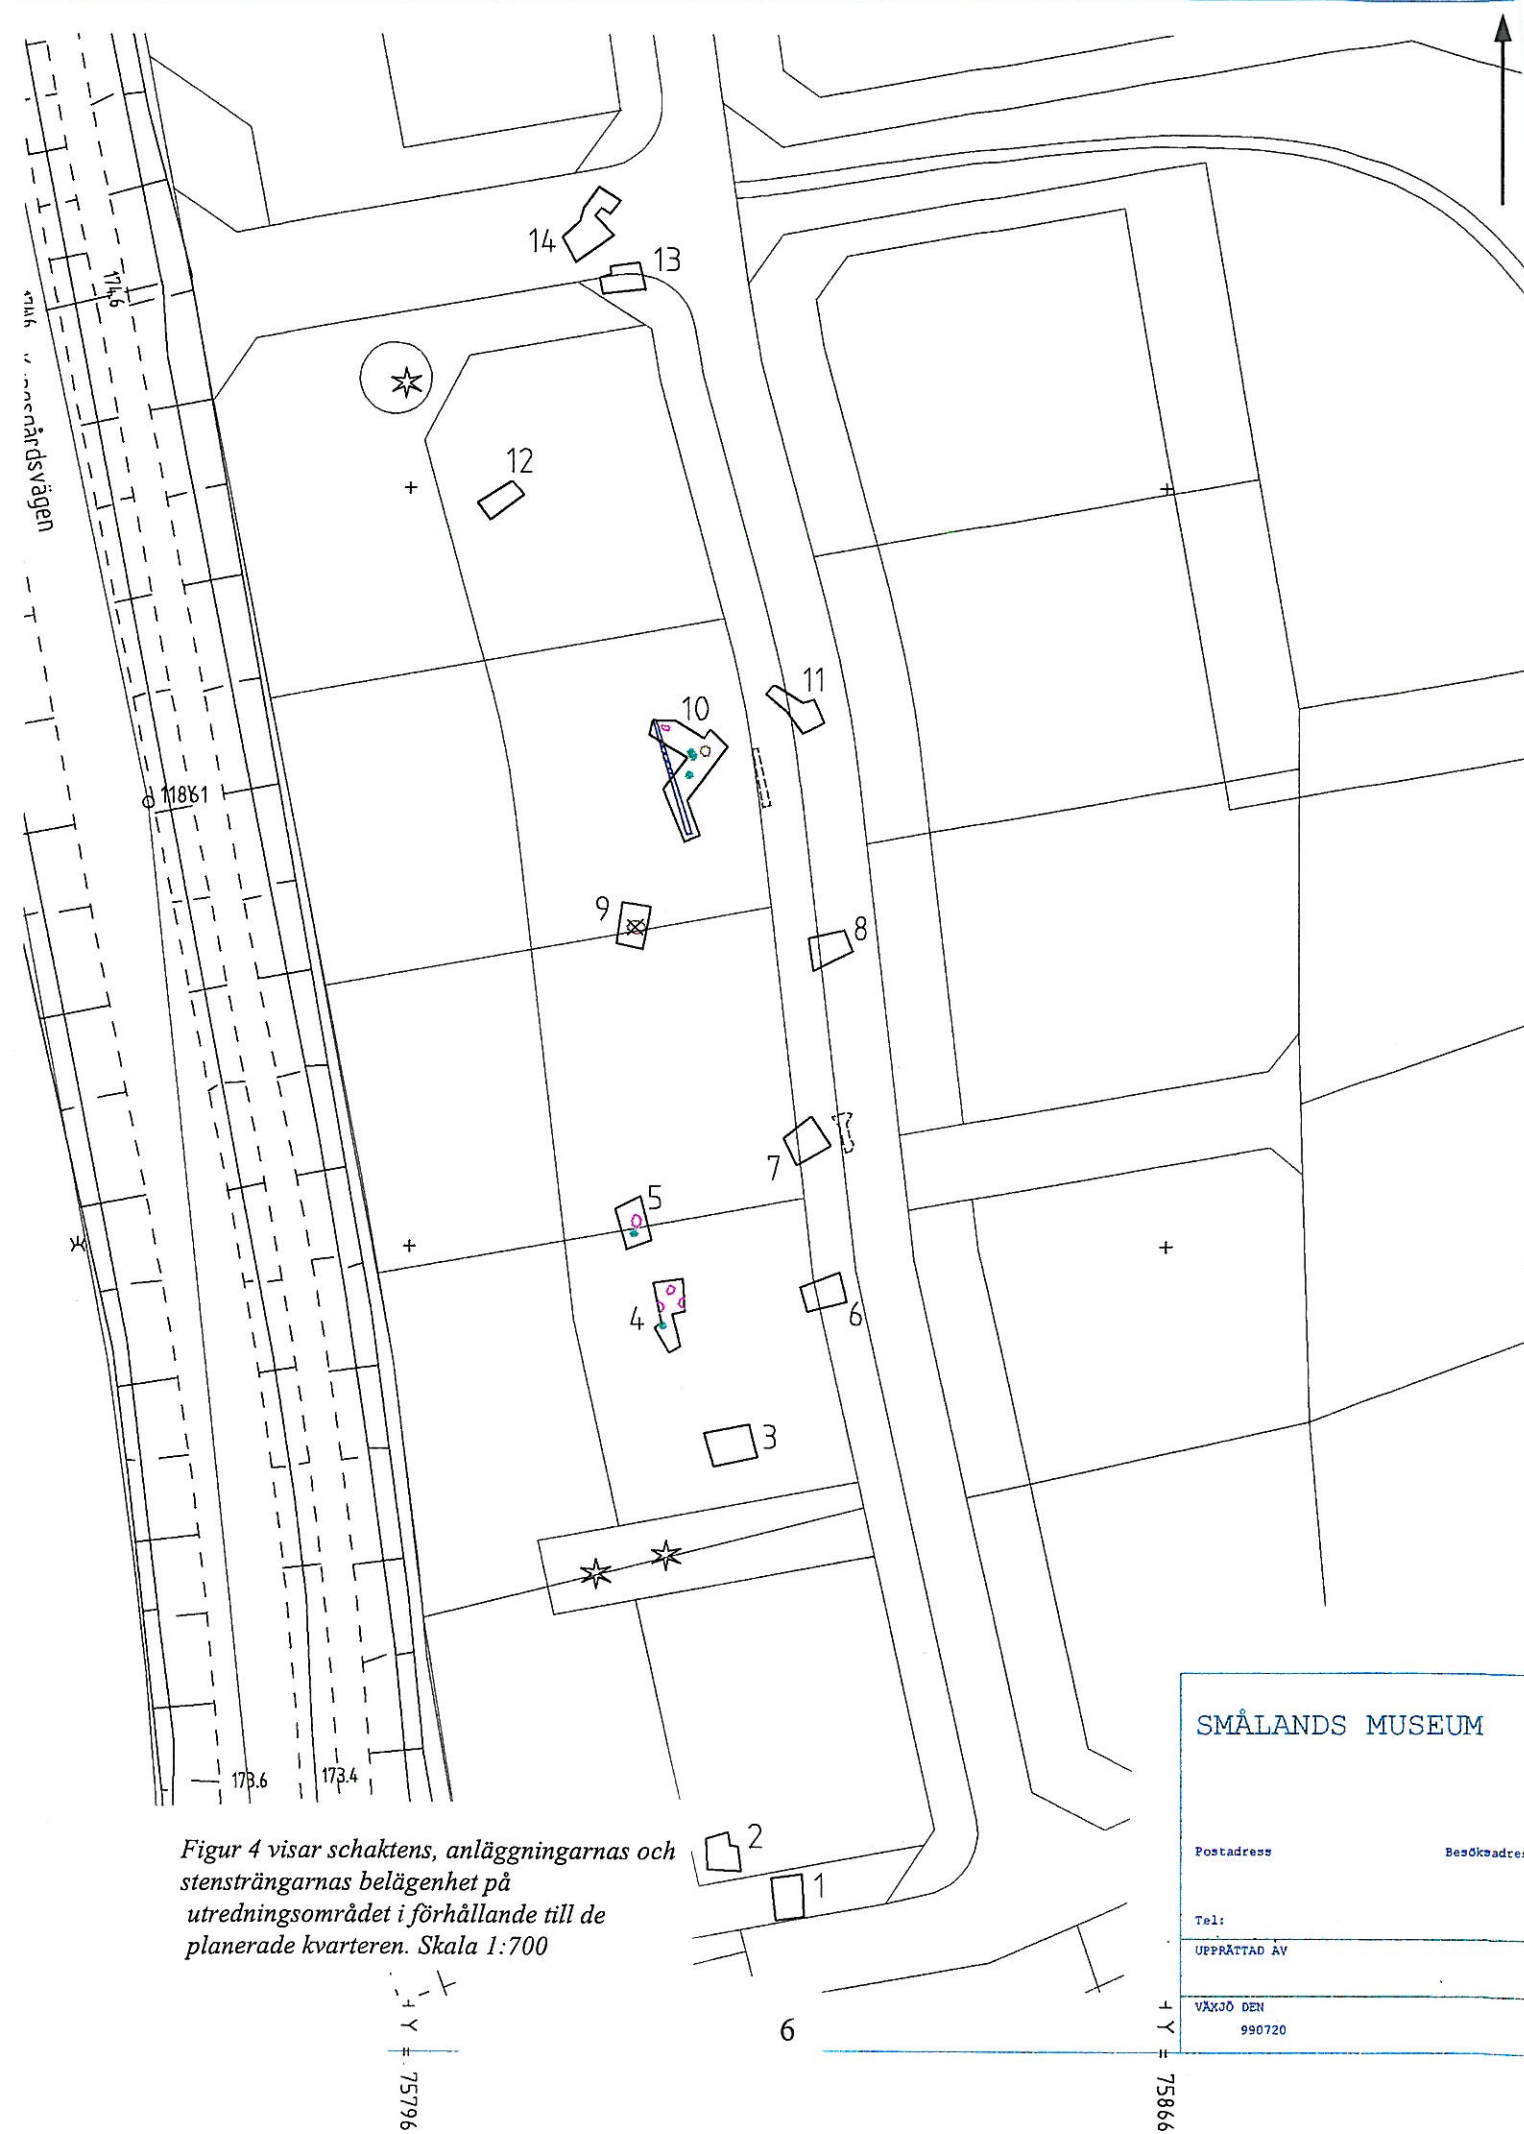 14
13
174.6
12
11
10
118.61
9
8
7
5
4
6
3
SMÅLANDS MUSEUM
173.6
173.4
2
1
Figur 4 visar schaktens, anläggningarnas och
stensträngarnas belägenhet på
utredningsområdet i förhållande till de
planerade kvarteren. Skala 1:700
Postadress
Tel:
UPPRÄTTAD AV
VÄXJÖ DEN
990720
6
Y = 75796
Y = 75866